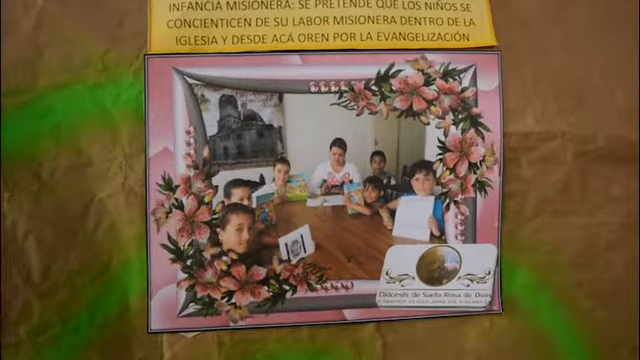 INFANCIA MISIONERA: SE PRETENDE QUE LOS NIÑOS SE
CONCIENTICEN DE SU LABOR MISIONERA DENTRO DE LA
IGLESIA Y DESDE ACÁ OREN POR LA EVANGELIZACIÓN
Diócesis de Santa Rosa de Osos